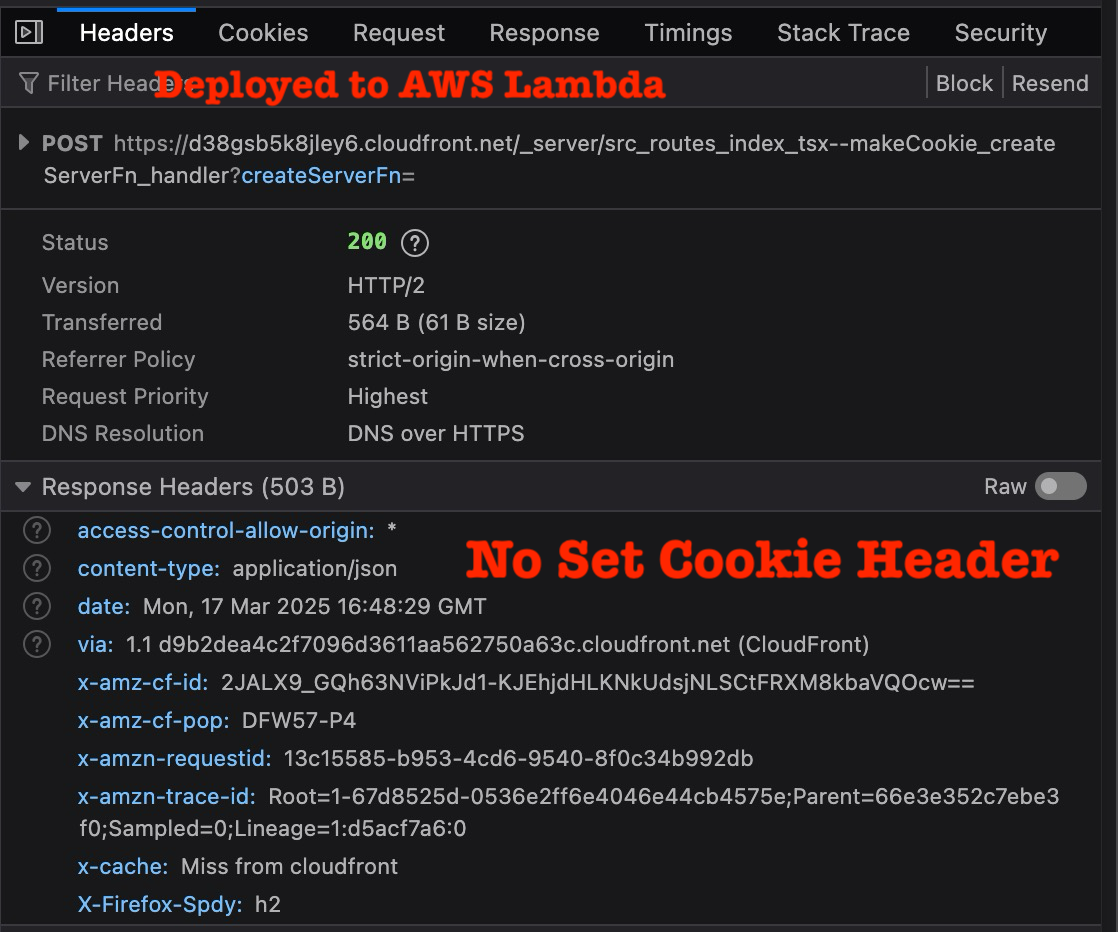 Headers Cookies Request Response Timings Stack Trace Security
Filter Headers Block Resend
Deployed to AWS Lambda
POST https://d38gsb5k8jley6.cloudfront.net/_server/src_routes_index_tsx--makeCookie_create
ServerFn_handler?createServerFn=
Status 200 ?
Version HTTP/2
Transferred 564 B (61 B size)
Referrer Policy strict-origin-when-cross-origin
Request Priority Highest
DNS Resolution DNS over HTTPS
Response Headers (503 B) Raw
? access-control-allow-origin: *
No Set Cookie Header
? content-type: application/json
? date: Mon, 17 Mar 2025 16:48:29 GMT
? via: 1.1 d9b2dea4c2f7096d3611aa562750a63c.cloudfront.net (CloudFront)
x-amz-cf-id: 2JALX9_GQh63NViPkJd1-KJEhjdHLKNkUdsjNLSCtFRXM8kbaVQOcw==
x-amz-cf-pop: DFW57-P4
x-amzn-requestid: 13c15585-b953-4cd6-9540-8f0c34b992db
x-amzn-trace-id: Root=1-67d8525d-0536e2ff6e4046e44cb4575e;Parent=66e3e352c7ebe3
f0;Sampled=0;Lineage=1:d5acf7a6:0
x-cache: Miss from cloudfront
X-Firefox-Spdy: h2